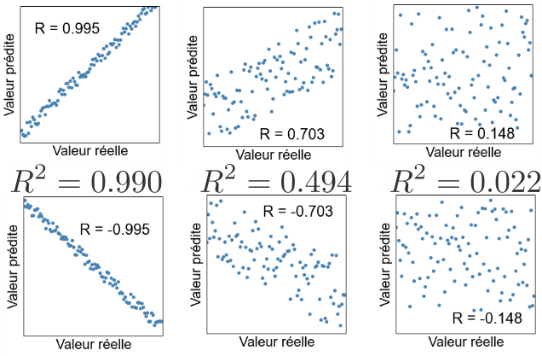 R = 0.995
Valeur prédite
Valeur réelle
R = 0.703
Valeur prédite
Valeur réelle
R = 0.148
Valeur prédite
Valeur réelle
R² = 0.990
R² = 0.494
R² = 0.022
R = -0.995
Valeur prédite
Valeur réelle
R = -0.703
Valeur prédite
Valeur réelle
R = -0.148
Valeur prédite
Valeur réelle